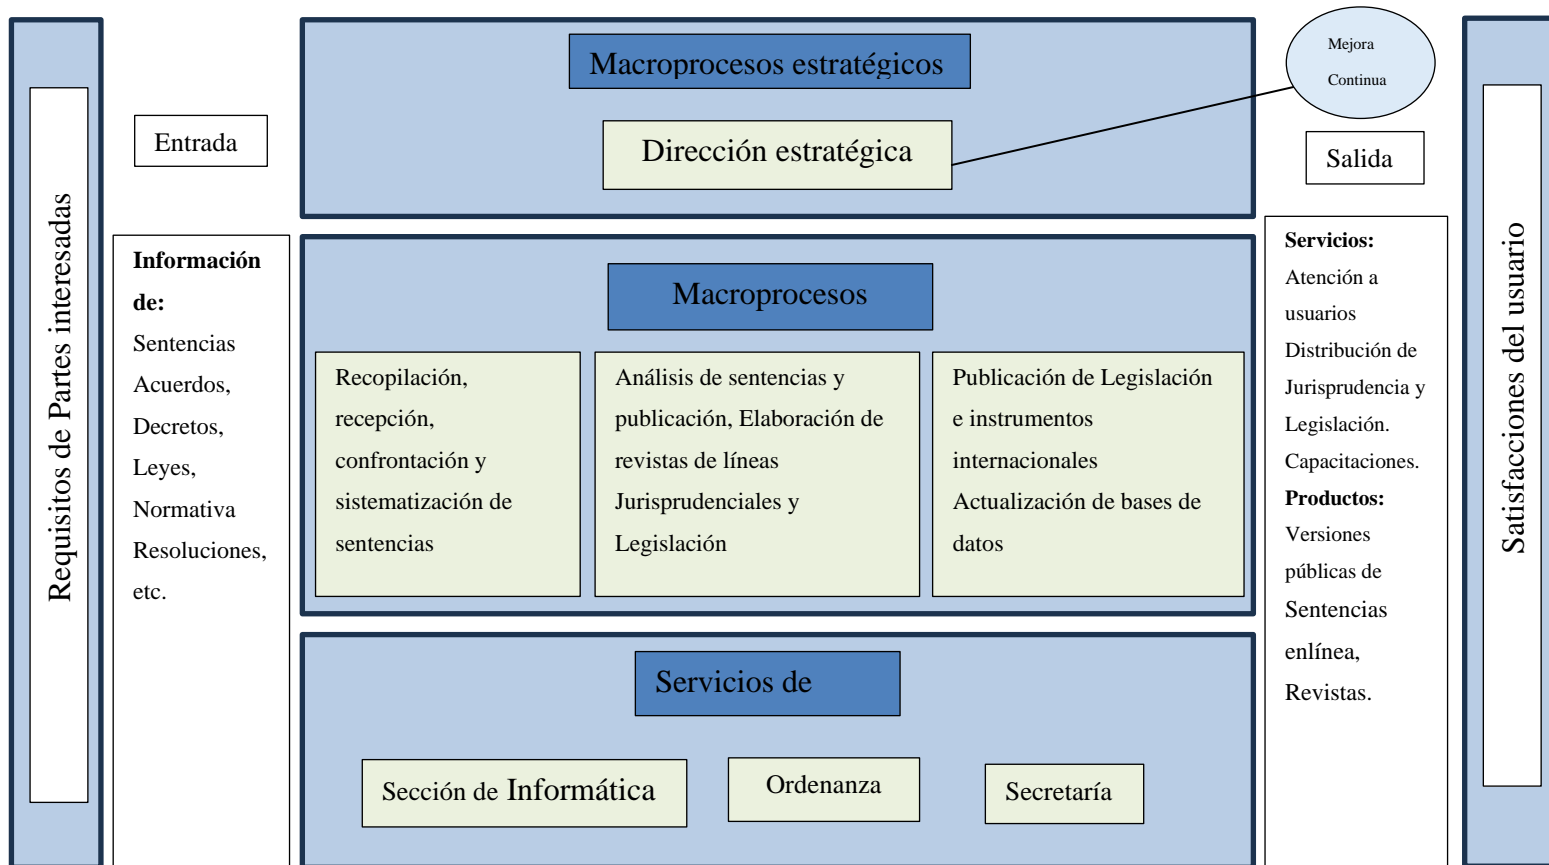 Requisitos de Partes interesadas
Entrada
Información
de:
Sentencias
Acuerdos,
Decretos,
Leyes,
Normativa
Resoluciones,
etc.
Macroprocesos estratégicos
Dirección estratégica
Macroprocesos
Recopilación,
recepción,
confrontación y
sistematización de
sentencias
Análisis de sentencias y
publicación, Elaboración de
revistas de líneas
Jurisprudenciales y
Legislación
Publicación de Legislación
e instrumentos
internacionales
Actualización de bases de
datos
Servicios de
Sección de Informática
Ordenanza
Secretaría
Mejora
Continua
Salida
Servicios:
Atención a
usuarios
Distribución de
Jurisprudencia y
Legislación.
Capacitaciones.
Productos:
Versiones
públicas de
Sentencias
enlínea,
Revistas.
Satisfacciones del usuario